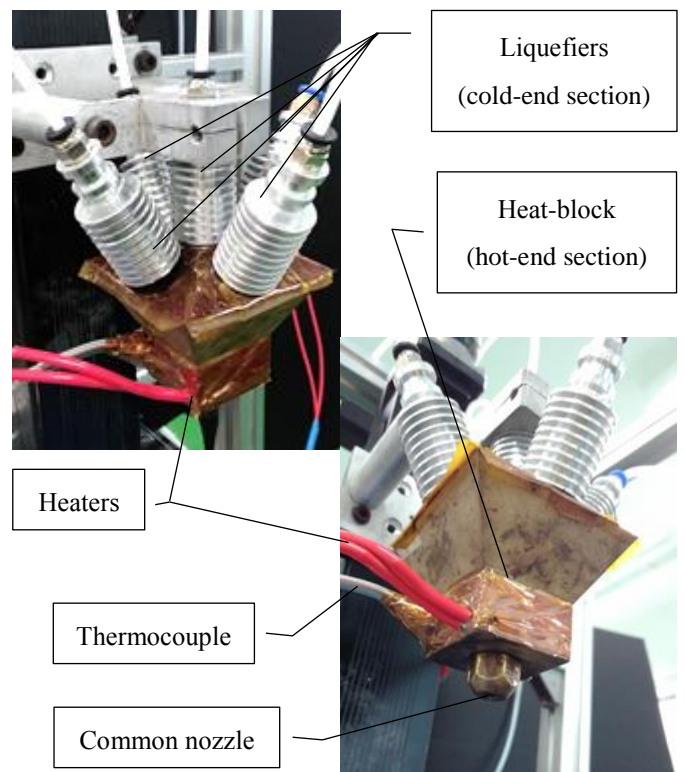 Liquefiers
(cold-end section)
Heat-block
(hot-end section)
Heaters
Thermocouple
Common nozzle